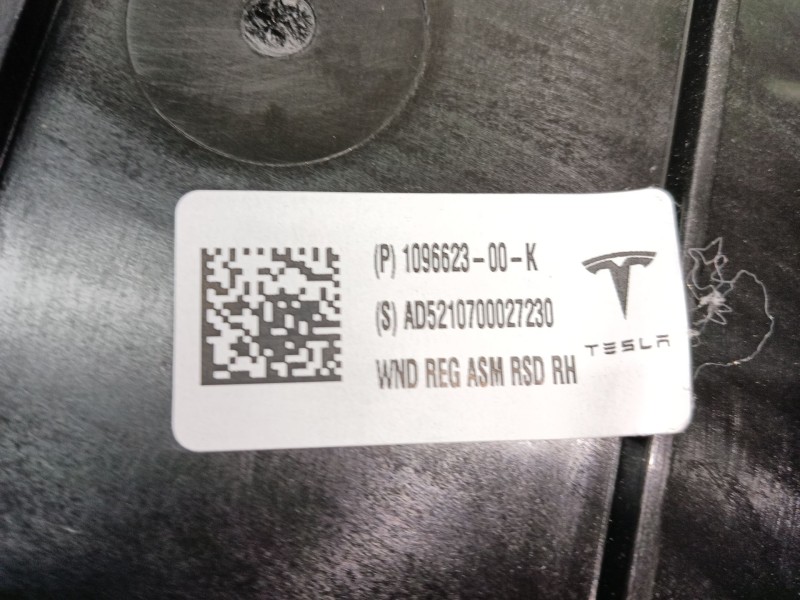 (P) 1096623-00-K
(S) AD5210700027230
WND REG ASM RSD RH
TESLA